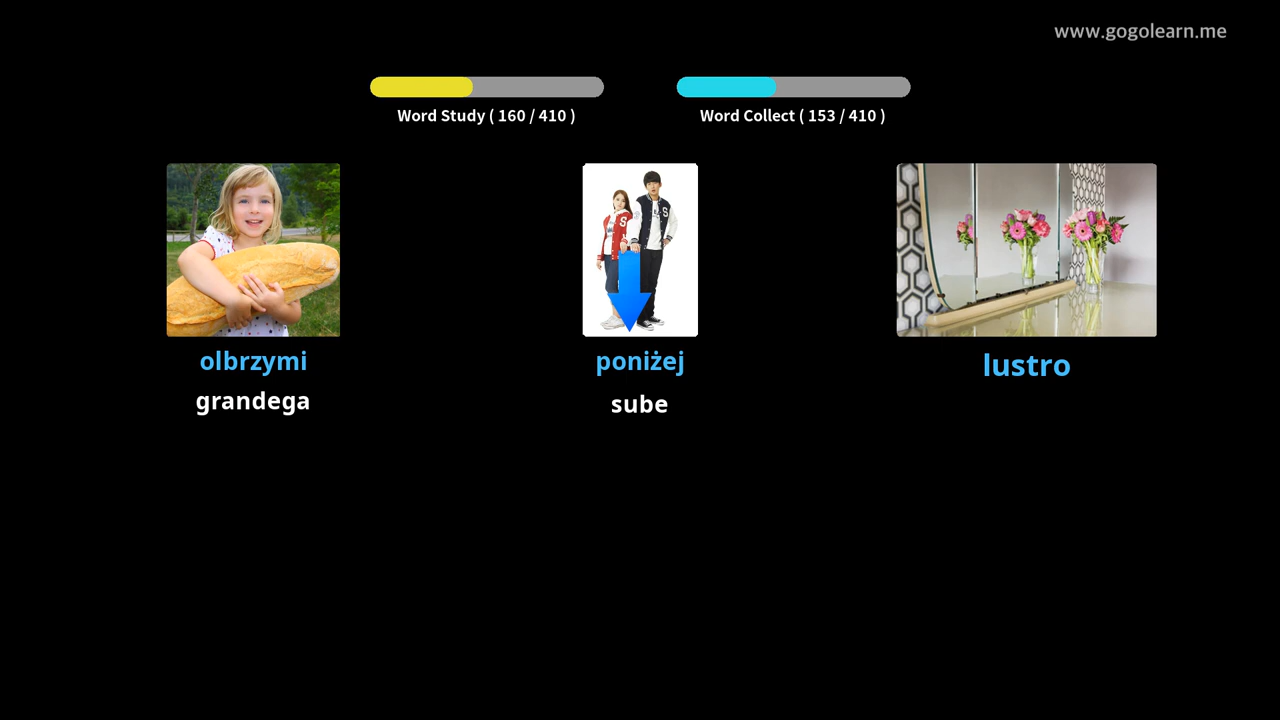 www.gogolearn.me
Word Study ( 160 / 410 )
Word Collect ( 153 / 410 )
olbrzymi
grandega
poniżej
sube
lustro